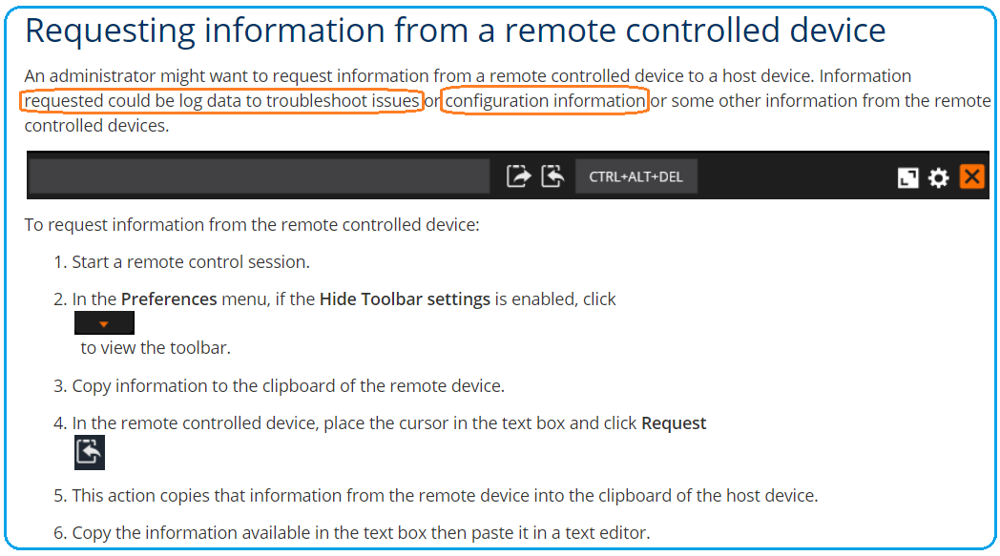 Requesting information from a remote controlled device
An administrator might want to request information from a remote controlled device to a host device. Information
requested could be log data to troubleshoot issues or configuration information or some other information from the remote
controlled devices.
CTRL+ALT+DEL
To request information from the remote controlled device:
1. Start a remote control session.
2. In the Preferences menu, if the Hide Toolbar settings is enabled, click
to view the toolbar.
3. Copy information to the clipboard of the remote device.
4. In the remote controlled device, place the cursor in the text box and click Request
5. This action copies that information from the remote device into the clipboard of the host device.
6. Copy the information available in the text box then paste it in a text editor.